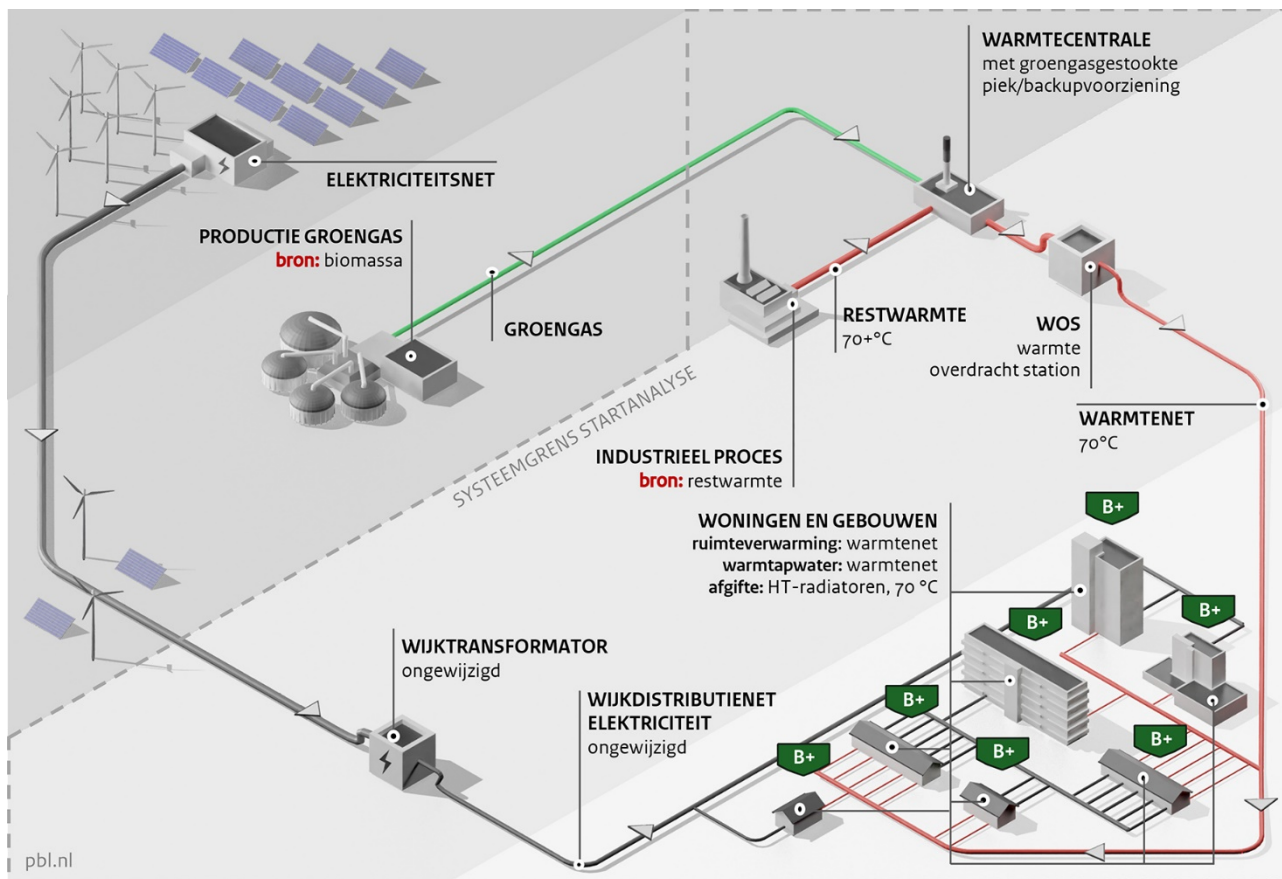 WARMTECENTRALE
met groengasgestookte
piek/backupvoorziening
ELEKTRICITEITSNET
PRODUCTIE GROENGAS
bron: biomassa
GROENGAS
RESTWARMTE
70+°C
WOS
warmte
overdracht station
WARMTENET
70°C
SYSTEEMGRENS STARTANALYSE
INDUSTRIEEL PROCES
bron: restwarmte
WONINGEN EN GEBOUWEN
ruimteverwarming: warmtenet
warmtapwater: warmtenet
afgifte: HT-radiatoren, 70 °C
B+
B+
B+
B+
B+
B+
B+
WIJKTRANSFORMATOR
ongewijzigd
WIJKDISTRIBUTIENET
ELEKTRICITEIT
ongewijzigd
pbl.nl